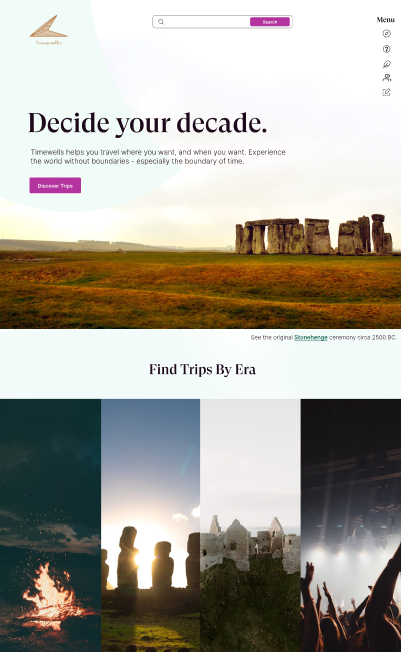 Timewells
Search
Menu
Decide your decade.
Timewells helps you travel where you want, and when you want. Experience
the world without boundaries - especially the boundary of time.
Discover Trips
See the original Stonehenge ceremony circa 2500 BC.
Find Trips By Era